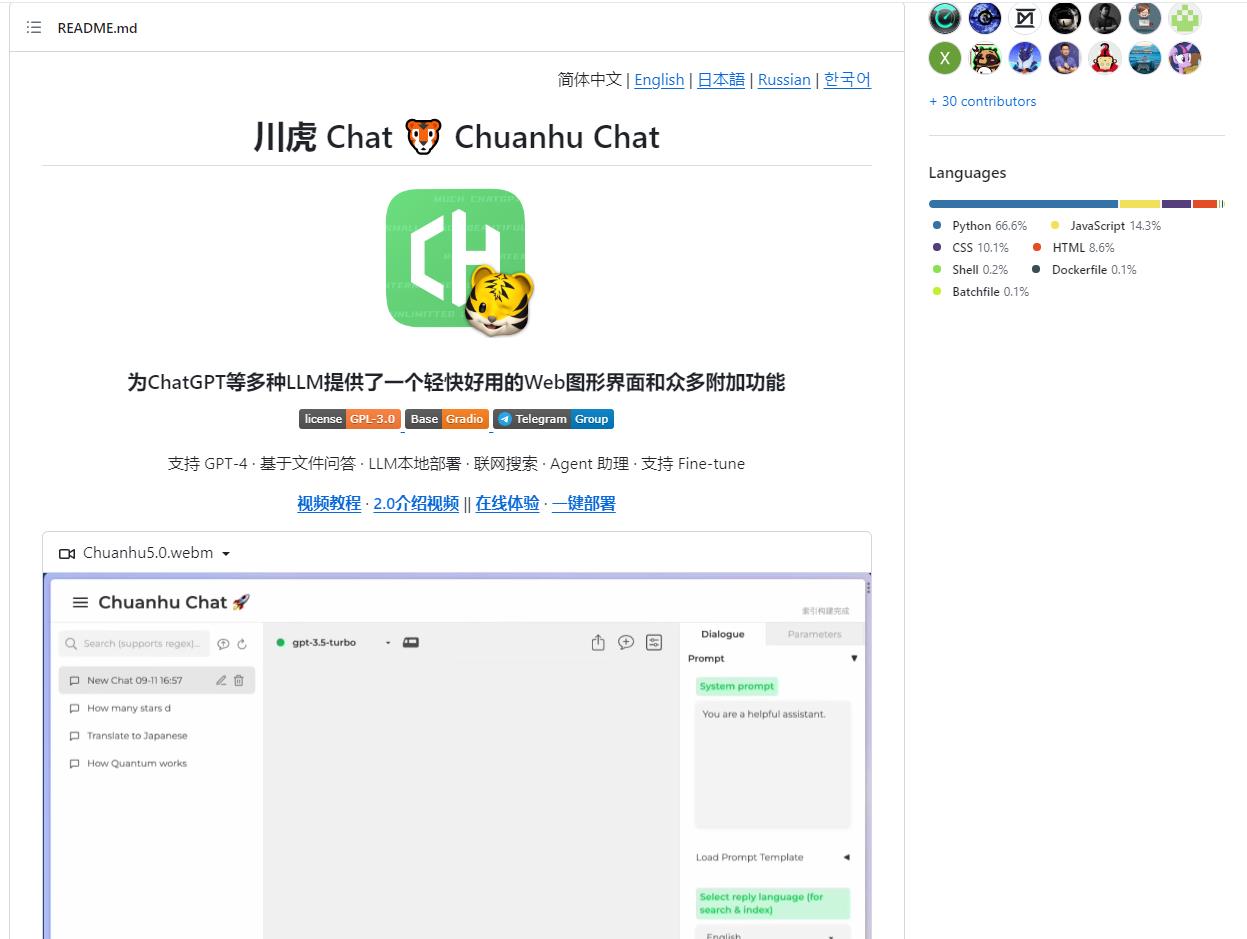 README.md
简体中文 | English | 日本語 | Russian | 한국어
川虎 Chat 🐯 Chuanhu Chat
MUCH CHATGPT
CH
UNLIMITTED
为ChatGPT等多种LLM提供了一个轻快好用的Web图形界面和众多附加功能
license GPL-3.0 Base Gradio Telegram Group
支持 GPT-4 · 基于文件问答 · LLM本地部署 · 联网搜索 · Agent 助理 · 支持 Fine-tune
视频教程 · 2.0介绍视频 || 在线体验 · 一键部署
Chuanhu5.0.webm
Chuanhu Chat 🚀
索引构建完成
Search (supports regex)...
New Chat 09-11 16:57
How many stars d
Translate to Japanese
How Quantum works
gpt-3.5-turbo
Dialogue
Parameters
Prompt
System prompt
You are a helpful assistant.
Load Prompt Template
Select reply language (for
search & index)
English
X
+ 30 contributors
Languages
Python 66.6% JavaScript 14.3%
CSS 10.1% HTML 8.6%
Shell 0.2% Dockerfile 0.1%
Batchfile 0.1%